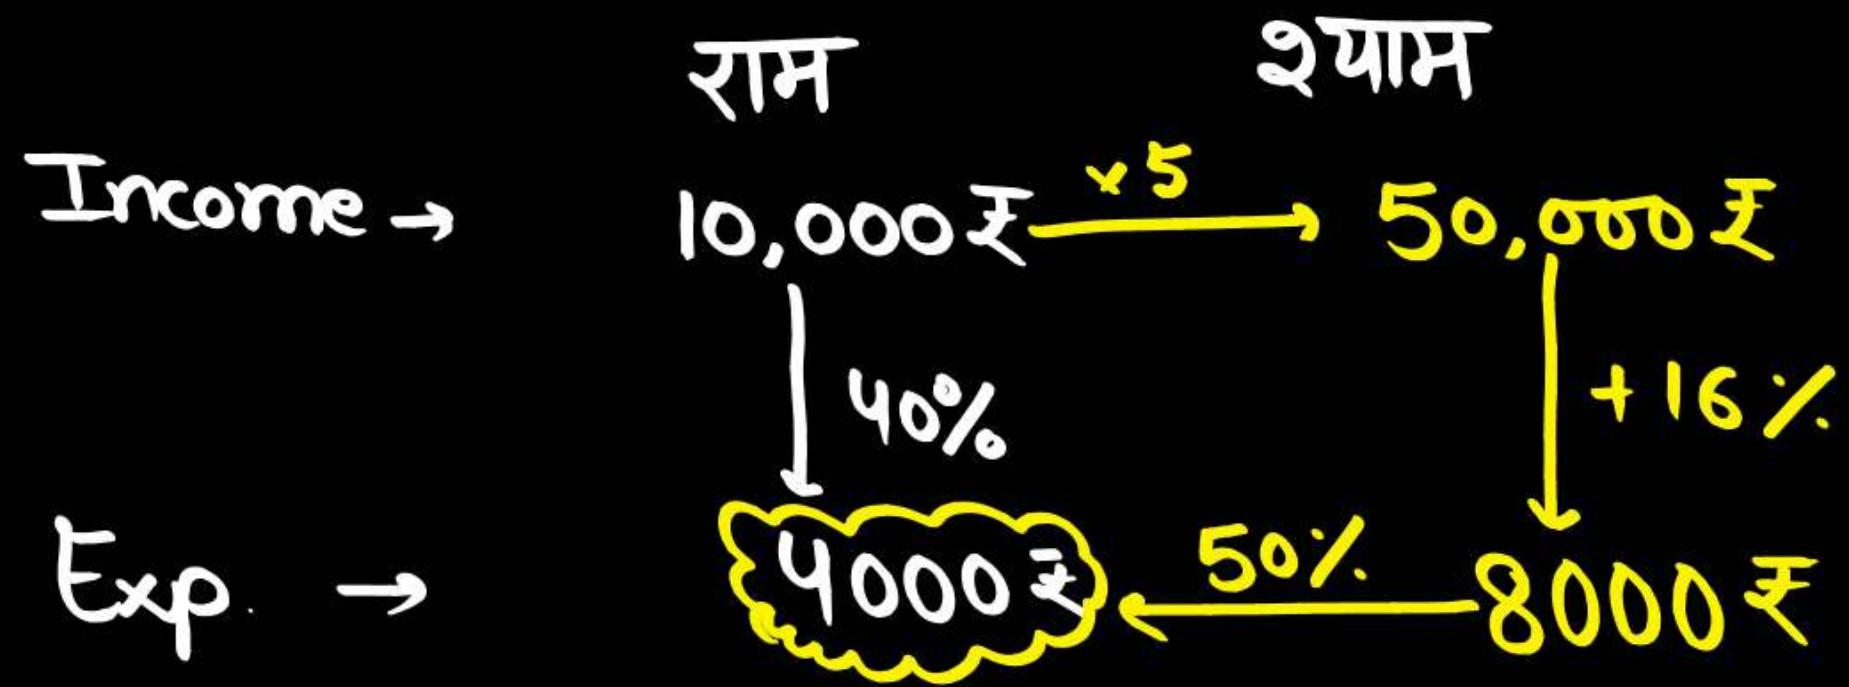 राम श्याम
Income → 10,000 ₹ ×5 → 50,000 ₹
40% +16%
Exp. → 4000 ₹ ← 50% 8000 ₹